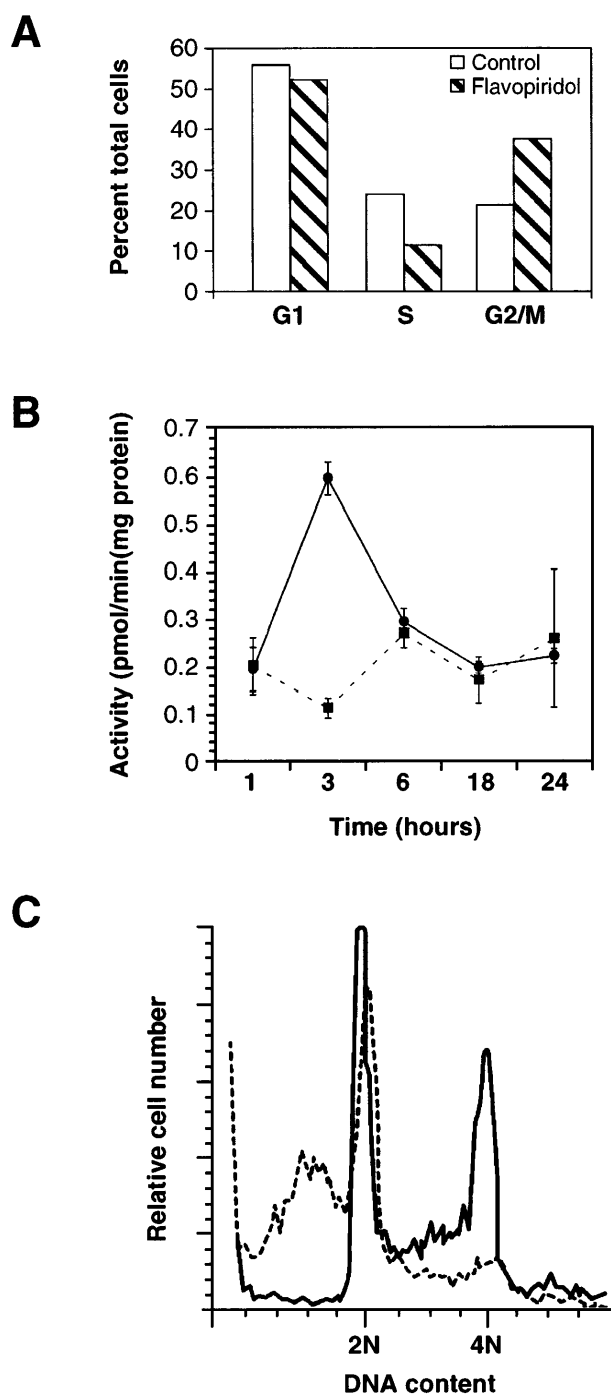 A
Percent total cells
60
50
40
30
20
10
0
Control
Flavopiridol
G1 S G2/M
B
Activity (pmol/min(mg protein)
0.7
0.6
0.5
0.4
0.3
0.2
0.1
0
1 3 6 18 24
Time (hours)
C
Relative cell number
2N 4N
DNA content